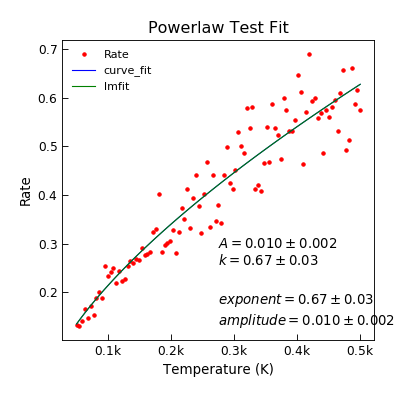 Powerlaw Test Fit
Rate
curve_fit
lmfit
0.7
0.6
0.5
0.4
0.3
0.2
Rate
A = 0.010 ± 0.002
k = 0.67 ± 0.03
exponent = 0.67 ± 0.03
amplitude = 0.010 ± 0.002
0.1k 0.2k 0.3k 0.4k 0.5k
Temperature (K)